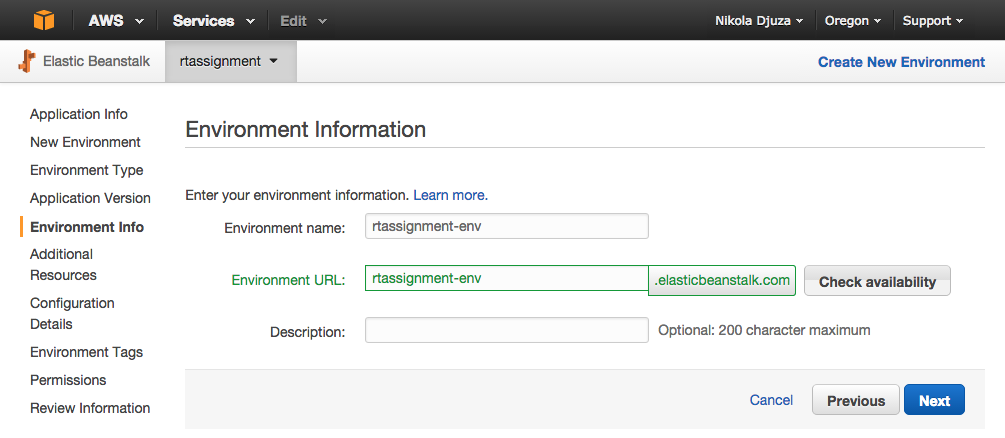 AWS Services Edit Nikola Djuza Oregon Support
Elastic Beanstalk rtassignment Create New Environment
Application Info
New Environment
Environment Type
Application Version
Environment Info
Additional
Resources
Configuration
Details
Environment Tags
Permissions
Review Information
Environment Information
Enter your environment information. Learn more.
Environment name: rtassignment-env
Environment URL: rtassignment-env .elasticbeanstalk.com Check availability
Description: Optional: 200 character maximum
Cancel Previous Next